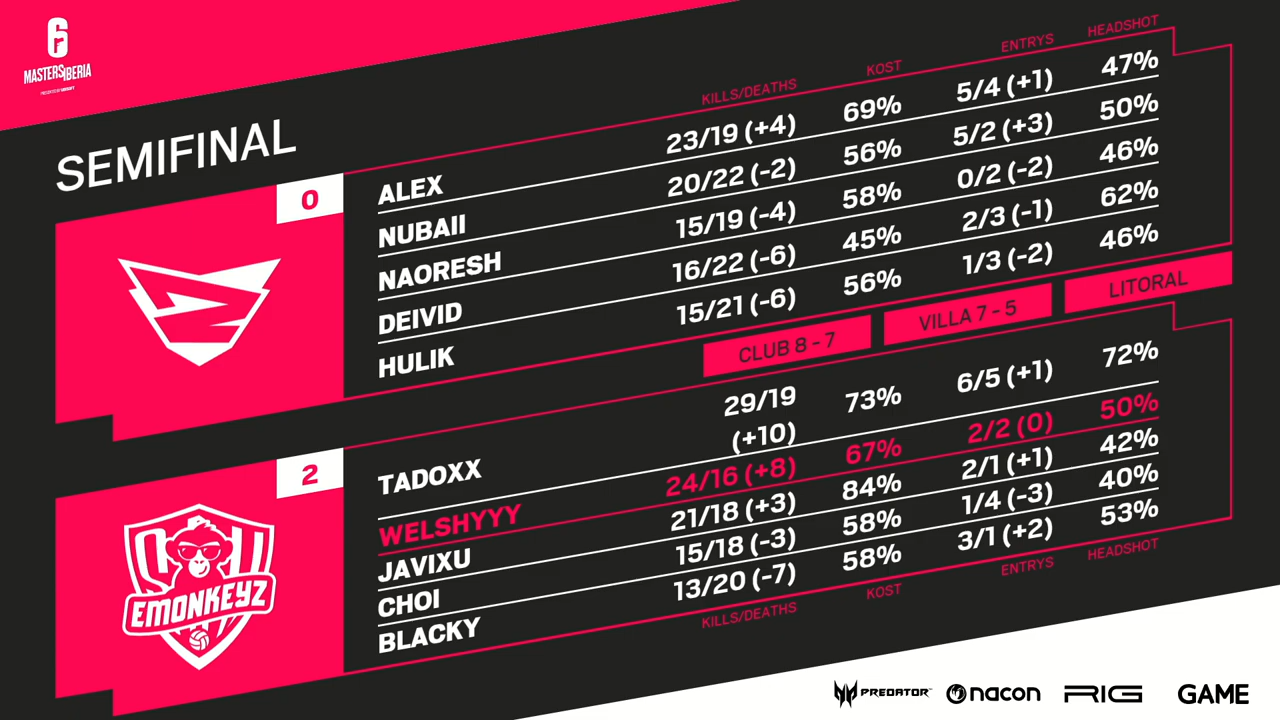 6
MASTERS IBERIA
PRESENTED BY UBISOFT
SEMIFINAL
KILLS/DEATHS KOST ENTRYS HEADSHOT
0
ALEX 23/19 (+4) 69% 5/4 (+1) 47%
NUBAII 20/22 (-2) 56% 5/2 (+3) 50%
NAORESH 15/19 (-4) 58% 0/2 (-2) 46%
DEIVID 16/22 (-6) 45% 2/3 (-1) 62%
HULIK 15/21 (-6) 56% 1/3 (-2) 46%
CLUB 8 - 7 VILLA 7 - 5 LITORAL
2
TADOXX 29/19 (+10) 73% 6/5 (+1) 72%
WELSHYYY 24/16 (+8) 67% 2/2 (0) 50%
JAVIXU 21/18 (+3) 84% 2/1 (+1) 42%
CHOI 15/18 (-3) 58% 1/4 (-3) 40%
BLACKY 13/20 (-7) 58% 3/1 (+2) 53%
EMONKEYZ
KILLS/DEATHS KOST ENTRYS HEADSHOT
PREDATOR nacon RIG GAME